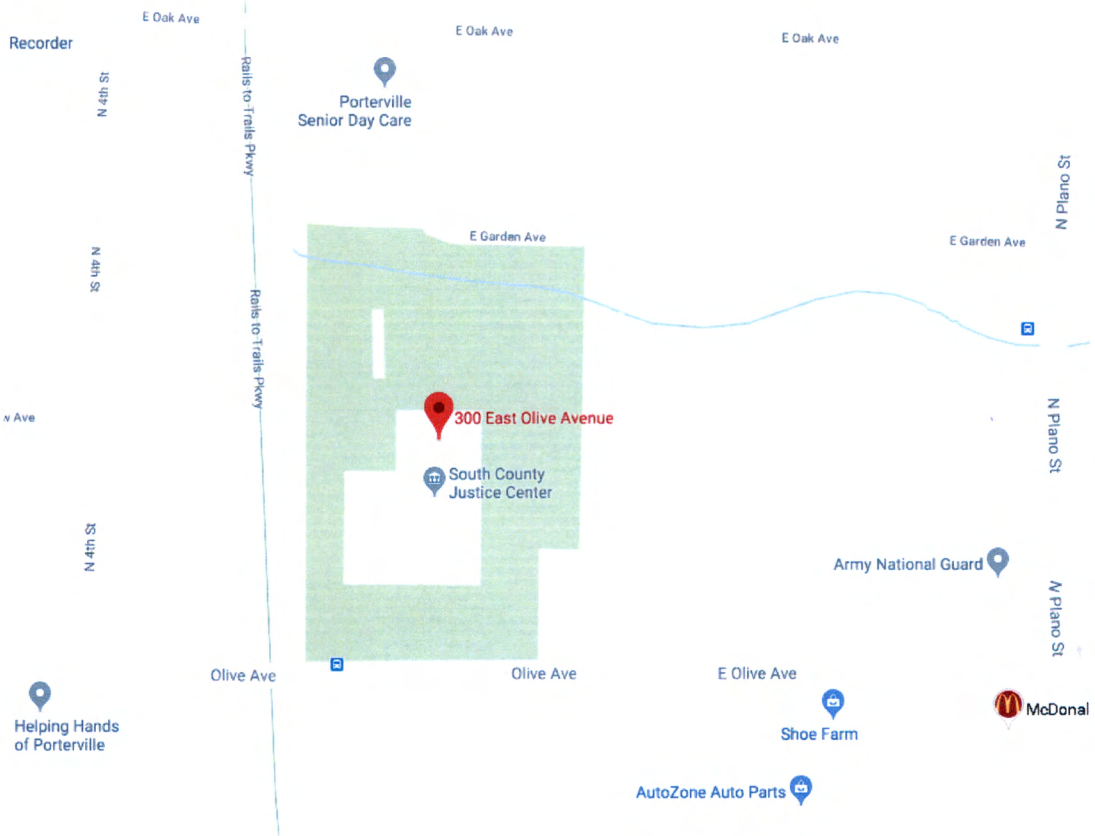 E Oak Ave
E Oak Ave
E Oak Ave
Recorder
N 4th St
Rails-to-Trails Pkwy
Porterville
Senior Day Care
N Plano St
E Garden Ave
E Garden Ave
N 4th St
Rails-to-Trails Pkwy
300 East Olive Avenue
Ave
N Plano St
South County
Justice Center
N 4th St
Army National Guard
N Plano St
Olive Ave
Olive Ave
E Olive Ave
Helping Hands
of Porterville
Shoe Farm
McDonal
AutoZone Auto Parts